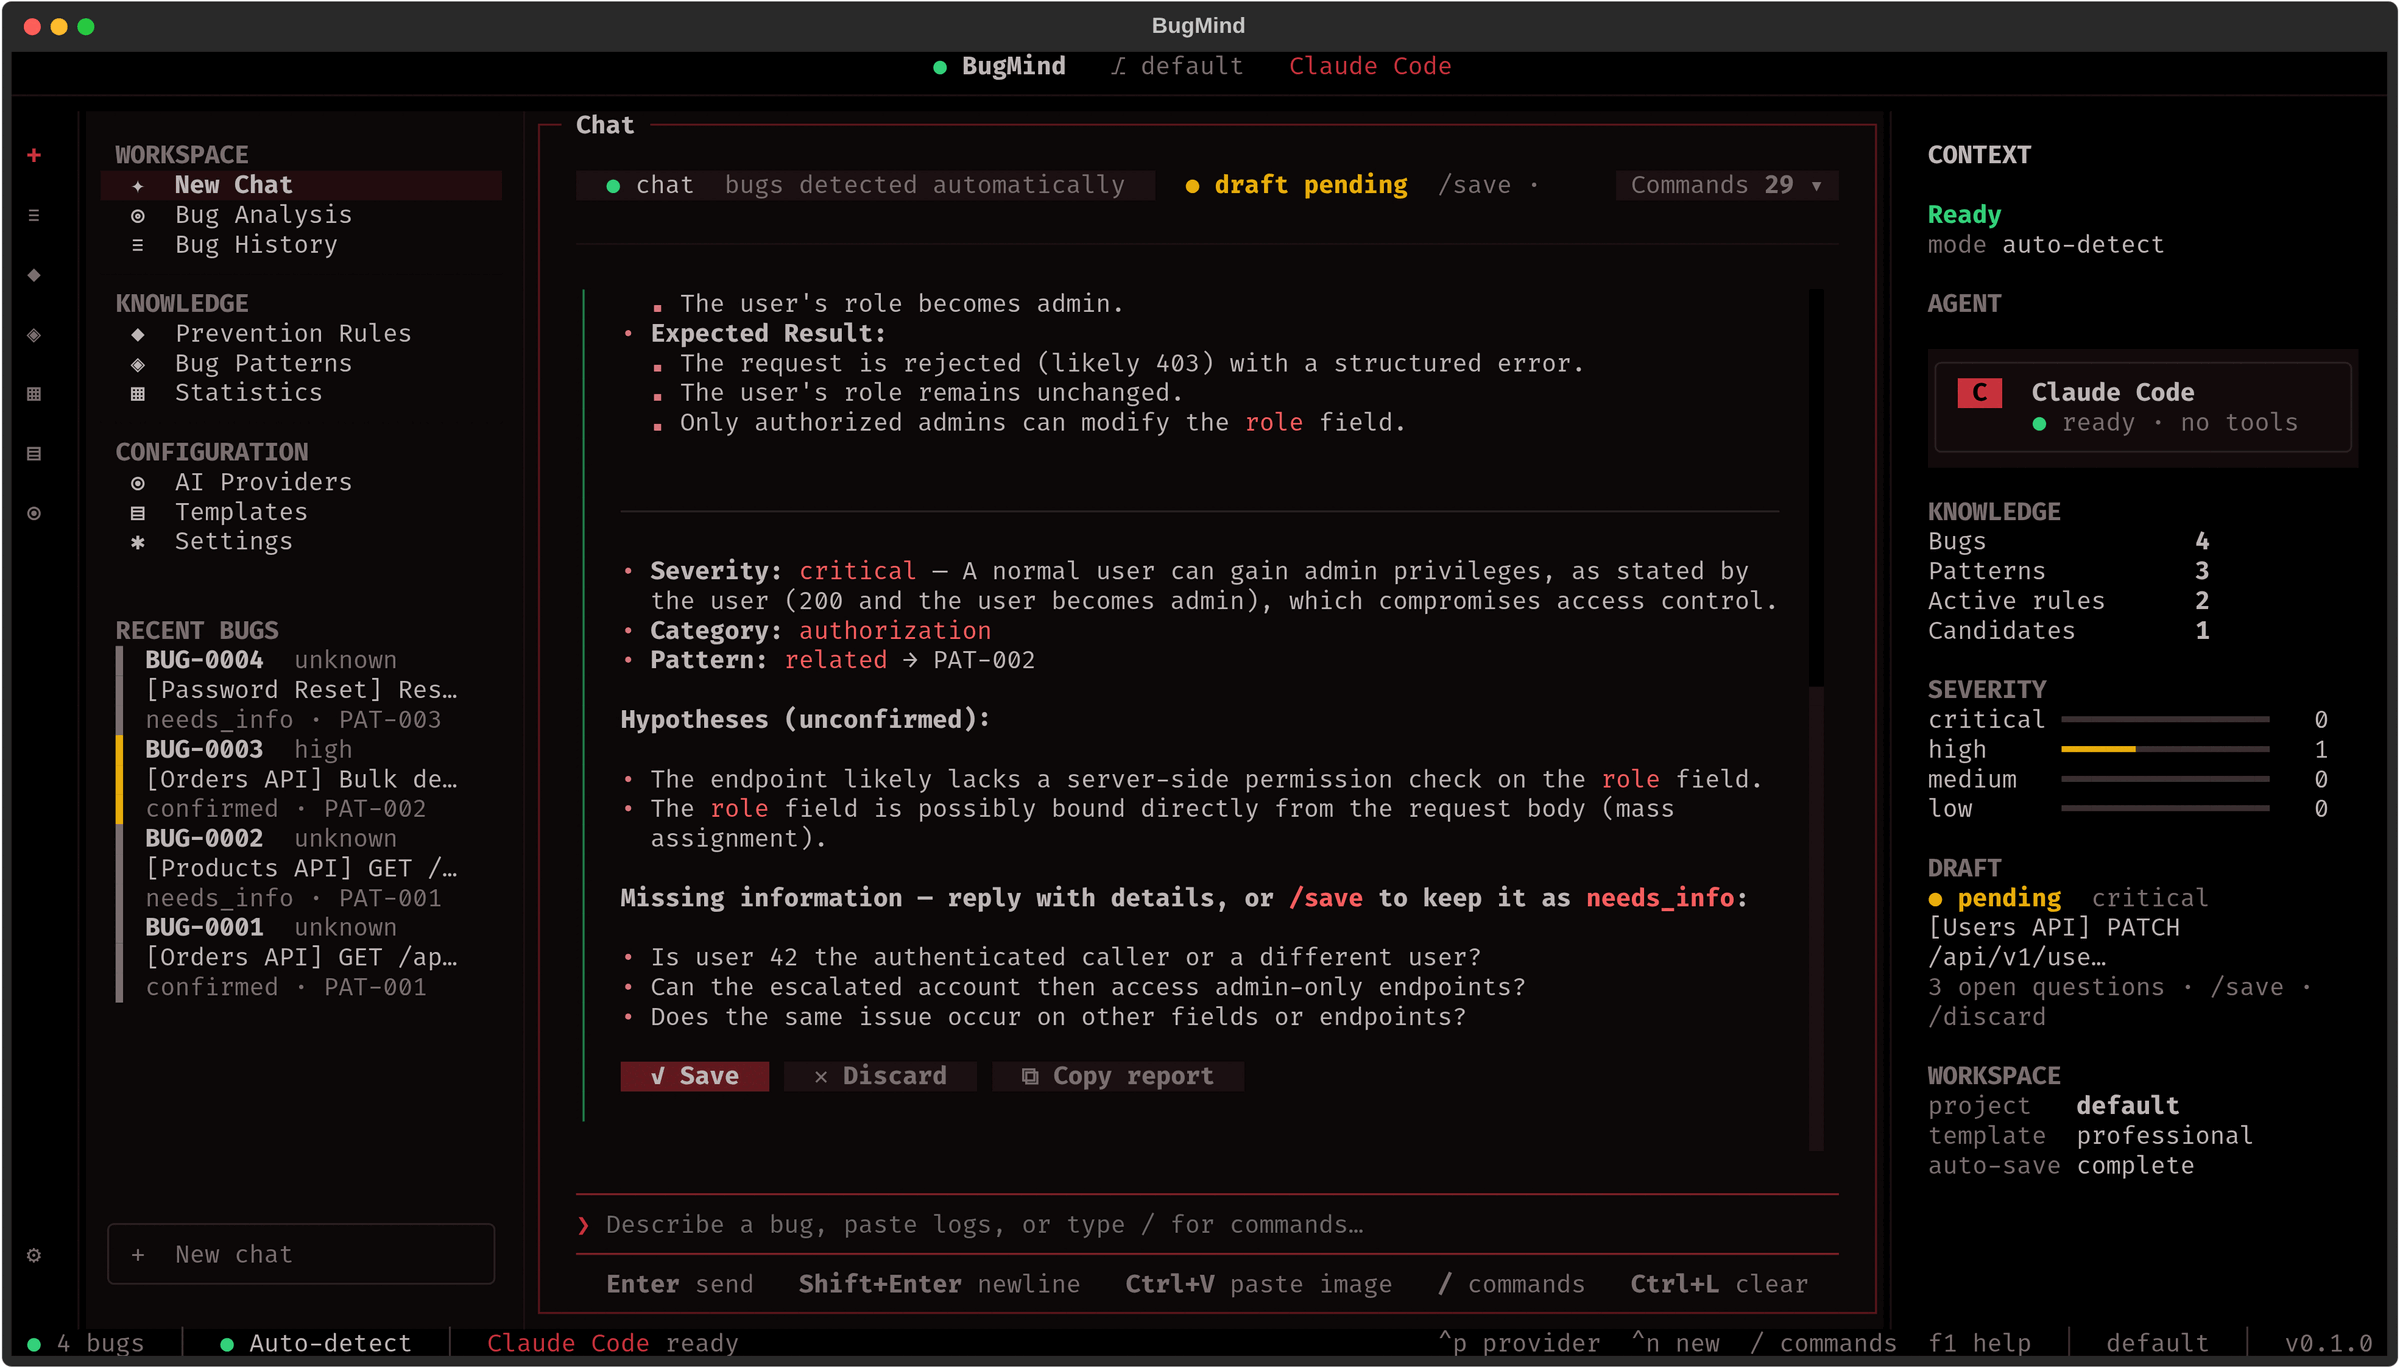 BugMind
● BugMind ⎇ default Claude Code
WORKSPACE
✦ New Chat
◎ Bug Analysis
≡ Bug History
KNOWLEDGE
◆ Prevention Rules
◈ Bug Patterns
▦ Statistics
CONFIGURATION
◉ AI Providers
⊟ Templates
✱ Settings
RECENT BUGS
BUG-0004 unknown
[Password Reset] Res…
needs_info · PAT-003
BUG-0003 high
[Orders API] Bulk de…
confirmed · PAT-002
BUG-0002 unknown
[Products API] GET /…
needs_info · PAT-001
BUG-0001 unknown
[Orders API] GET /ap…
confirmed · PAT-001
+ New chat
Chat
● chat bugs detected automatically ● draft pending /save · Commands 29 ▾
▪ The user's role becomes admin.
• Expected Result:
▪ The request is rejected (likely 403) with a structured error.
▪ The user's role remains unchanged.
▪ Only authorized admins can modify the role field.
• Severity: critical — A normal user can gain admin privileges, as stated by
the user (200 and the user becomes admin), which compromises access control.
• Category: authorization
• Pattern: related → PAT-002
Hypotheses (unconfirmed):
• The endpoint likely lacks a server-side permission check on the role field.
• The role field is possibly bound directly from the request body (mass
assignment).
Missing information — reply with details, or /save to keep it as needs_info:
• Is user 42 the authenticated caller or a different user?
• Can the escalated account then access admin-only endpoints?
• Does the same issue occur on other fields or endpoints?
√ Save × Discard ⧉ Copy report
❯ Describe a bug, paste logs, or type / for commands…
Enter send Shift+Enter newline Ctrl+V paste image / commands Ctrl+L clear
CONTEXT
Ready
mode auto-detect
AGENT
C Claude Code
● ready · no tools
KNOWLEDGE
Bugs 4
Patterns 3
Active rules 2
Candidates 1
SEVERITY
critical 0
high 1
medium 0
low 0
DRAFT
● pending critical
[Users API] PATCH
/api/v1/use…
3 open questions · /save ·
/discard
WORKSPACE
project default
template professional
auto-save complete
● 4 bugs │ ● Auto-detect │ Claude Code ready ^p provider ^n new / commands f1 help │ default │ v0.1.0